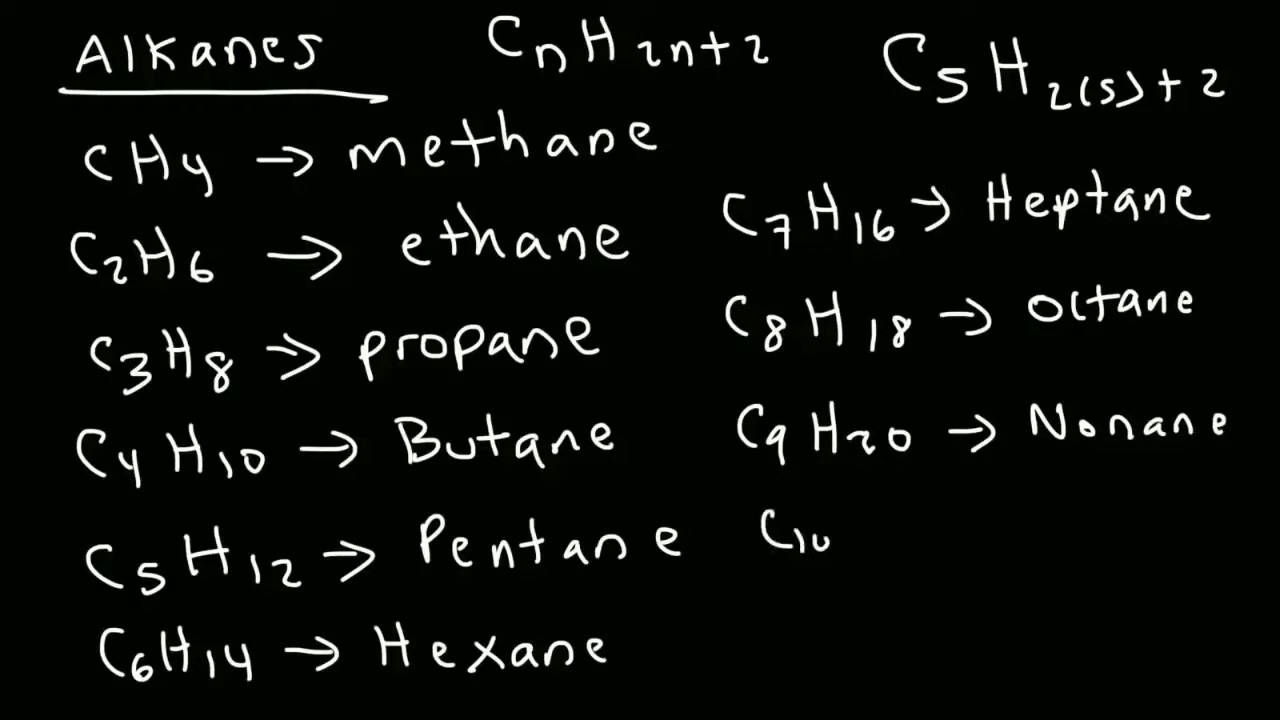 Alkanes
CnH2n+2
C5H2(5)+2
CH4 → methane
C2H6 → ethane
C3H8 → propane
C4H10 → Butane
C5H12 → Pentane
C6H14 → Hexane
C7H16 → Heptane
C8H18 → octane
C9H20 → Nonane
C10